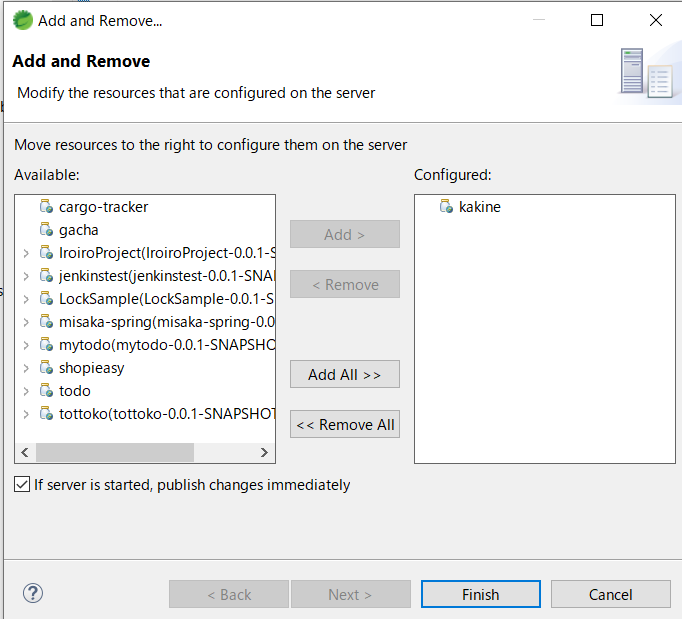 Add and Remove...
Add and Remove
Modify the resources that are configured on the server
Move resources to the right to configure them on the server
Available:
Configured:
cargo-tracker
gacha
IroiroProject(IroiroProject-0.0.1-S
jenkinstest(jenkinstest-0.0.1-SNA
LockSample(LockSample-0.0.1-S
misaka-spring(misaka-spring-0.0
mytodo(mytodo-0.0.1-SNAPSHO
shopieasy
todo
tottoko(tottoko-0.0.1-SNAPSHOT
Add >
< Remove
Add All >>
<< Remove All
kakine
If server is started, publish changes immediately
?
< Back
Next >
Finish
Cancel